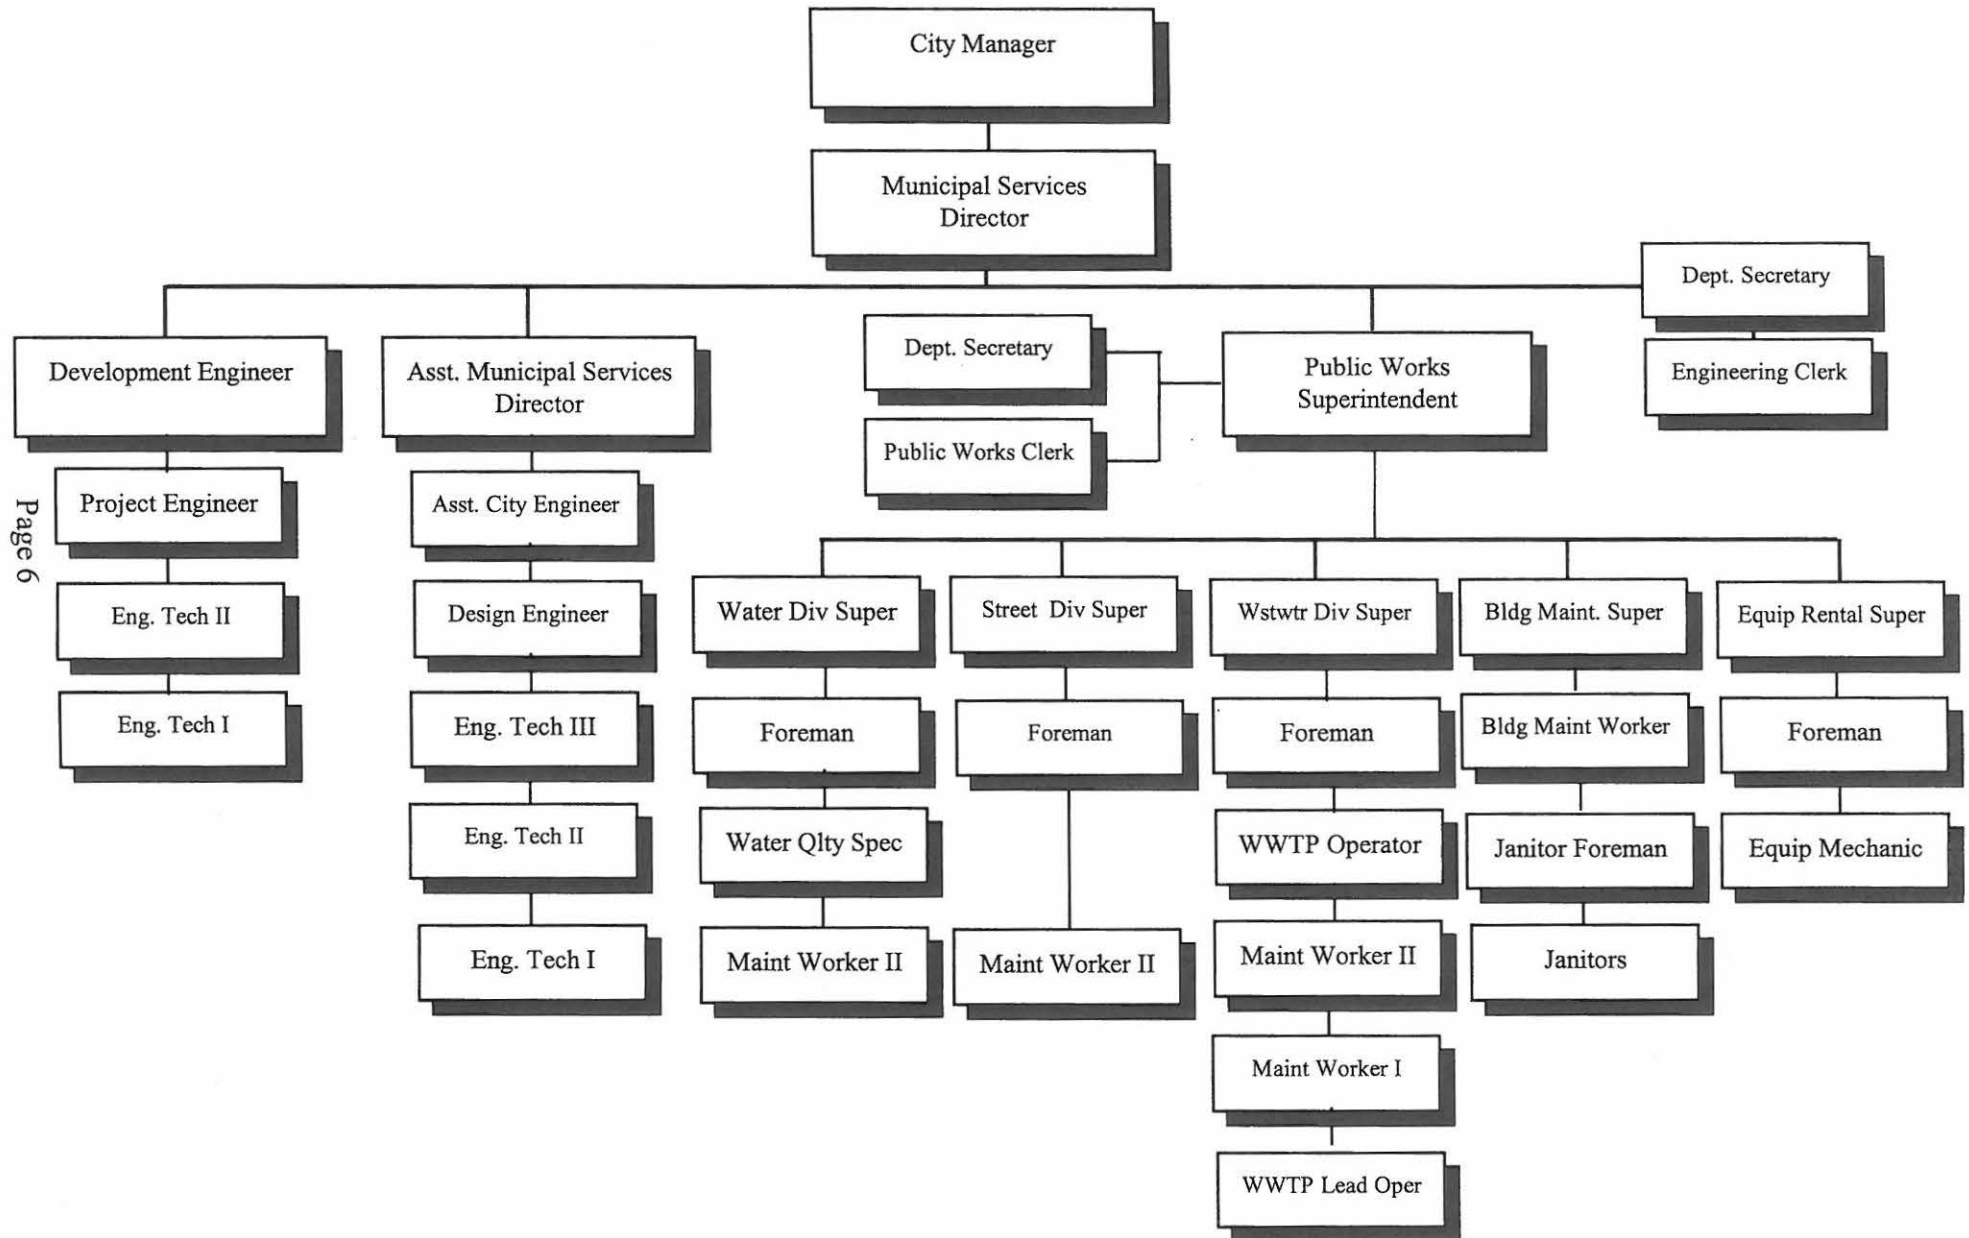 City Manager
Municipal Services
Director
Dept. Secretary
Engineering Clerk
Development Engineer
Project Engineer
Eng. Tech II
Eng. Tech I
Asst. Municipal Services
Director
Asst. City Engineer
Design Engineer
Eng. Tech III
Eng. Tech II
Eng. Tech I
Dept. Secretary
Public Works Clerk
Public Works
Superintendent
Water Div Super
Foreman
Water Qlty Spec
Maint Worker II
Street Div Super
Foreman
Maint Worker II
Wstwtr Div Super
Foreman
WWTP Operator
Maint Worker II
Maint Worker I
WWTP Lead Oper
Bldg Maint. Super
Bldg Maint Worker
Janitor Foreman
Janitors
Equip Rental Super
Foreman
Equip Mechanic
Page 6